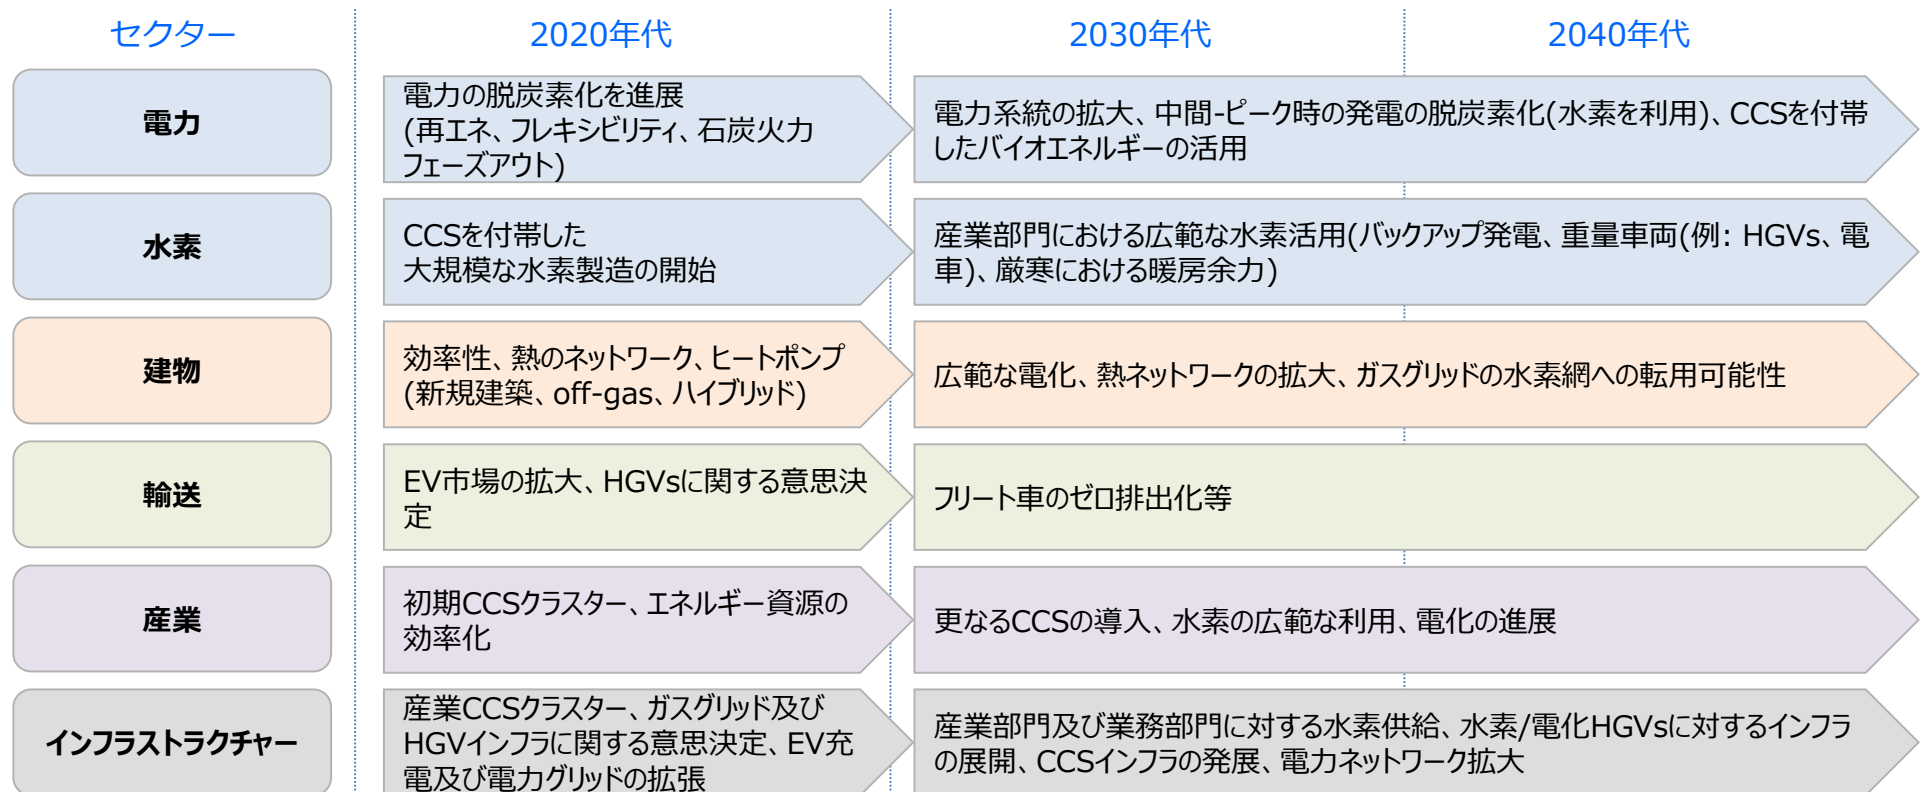 セクター
2020年代
2030年代
2040年代
電力
電力の脱炭素化を進展
(再エネ、フレキシビリティ、石炭火力
フェーズアウト)
電力系統の拡大、中間-ピーク時の発電の脱炭素化(水素を利用)、CCSを付帯
したバイオエネルギーの活用
水素
CCSを付帯した
大規模な水素製造の開始
産業部門における広範な水素活用(バックアップ発電、重量車両(例: HGVs、電
車)、厳寒における暖房余力)
建物
効率性、熱のネットワーク、ヒートポンプ
(新規建築、off-gas、ハイブリッド)
広範な電化、熱ネットワークの拡大、ガスグリッドの水素網への転用可能性
輸送
EV市場の拡大、HGVsに関する意思決
定
フリート車のゼロ排出化等
産業
初期CCSクラスター、エネルギー資源の
効率化
更なるCCSの導入、水素の広範な利用、電化の進展
インフラストラクチャー
産業CCSクラスター、ガスグリッド及び
HGVインフラに関する意思決定、EV充
電及び電力グリッドの拡張
産業部門及び業務部門に対する水素供給、水素/電化HGVsに対するインフラ
の展開、CCSインフラの発展、電力ネットワーク拡大